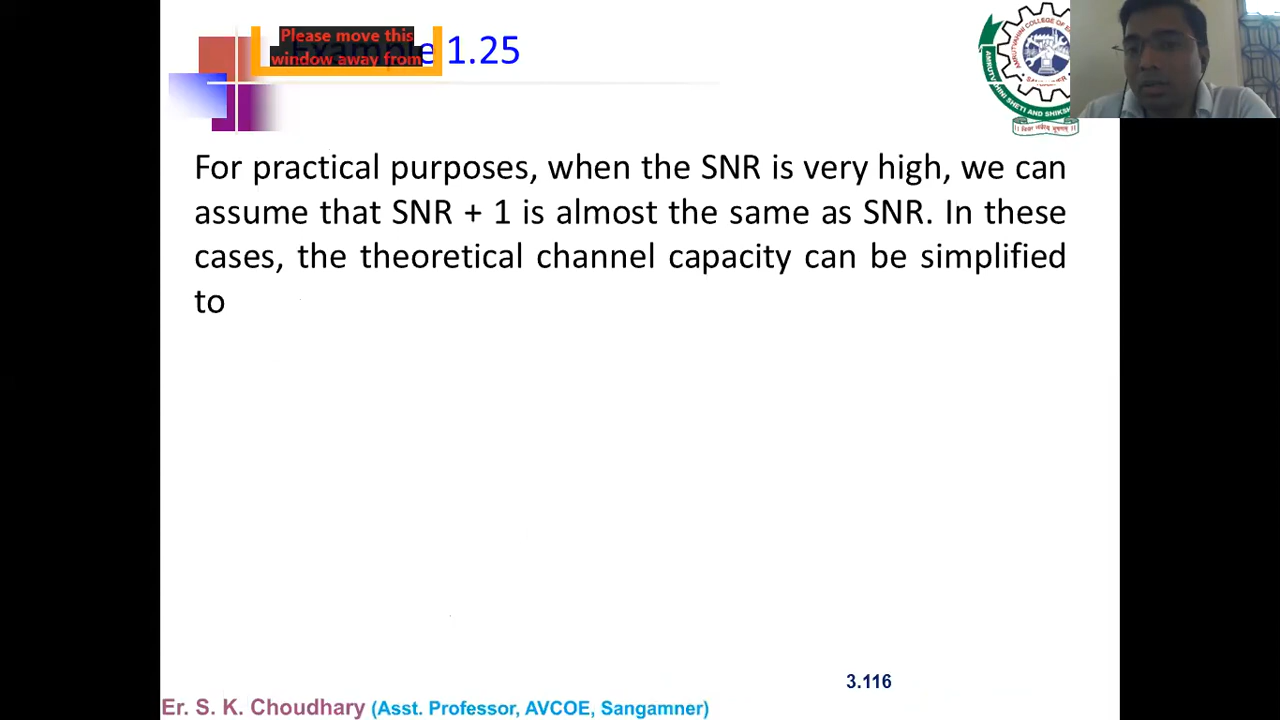 Please move this
window away from
e 1.25
For practical purposes, when the SNR is very high, we can
assume that SNR + 1 is almost the same as SNR. In these
cases, the theoretical channel capacity can be simplified
to
3.116
Er. S. K. Choudhary (Asst. Professor, AVCOE, Sangamner)